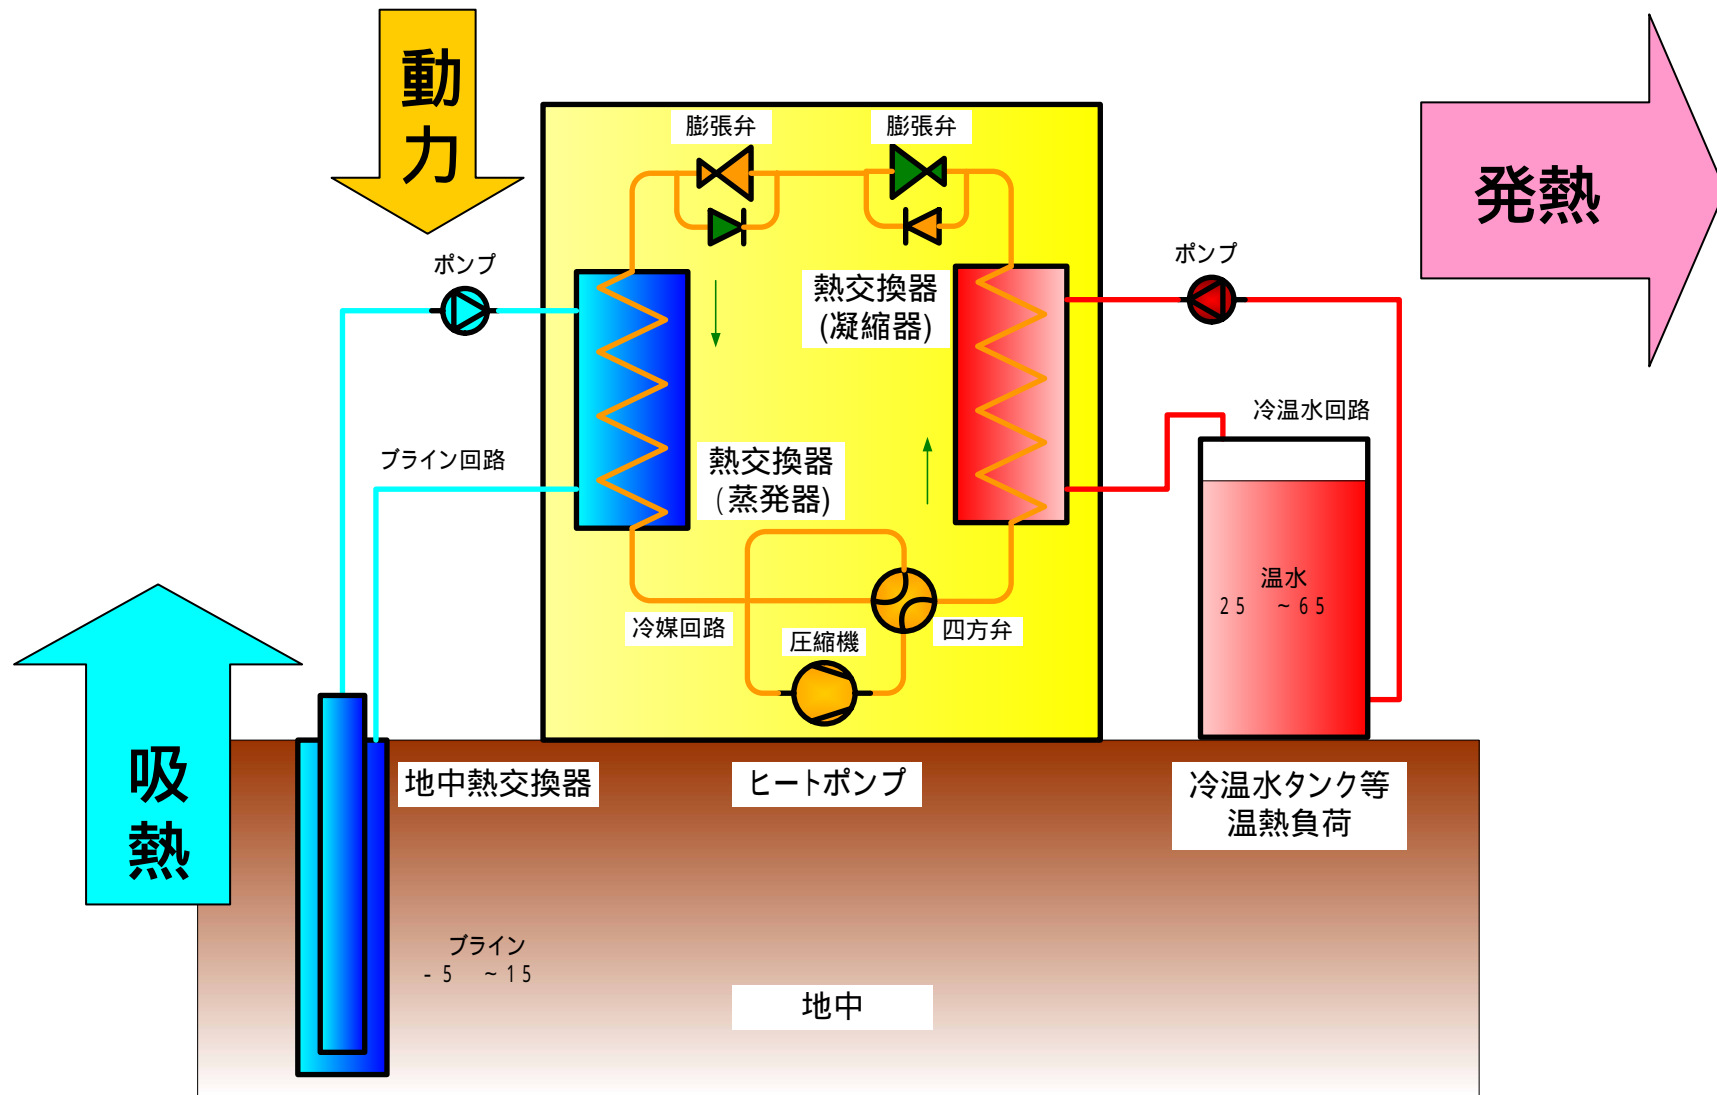 動
力
発熱
膨張弁
膨張弁
ポンプ
ポンプ
熱交換器
(凝縮器)
冷温水回路
ブライン回路
熱交換器
(蒸発器)
温水
25 ~65
冷媒回路
四方弁
圧縮機
吸
熱
地中熱交換器
ヒートポンプ
冷温水タンク等
温熱負荷
ブライン
-5 ~15
地中